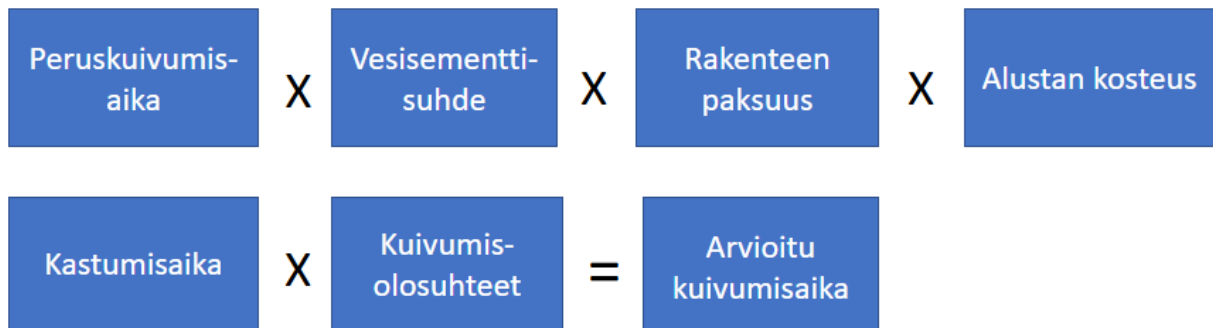 Peruskuivumis-
aika
X
Vesisementti-
suhde
X
Rakenteen
paksuus
X
Alustan kosteus
Kastumisaika
X
Kuivumis-
olosuhteet
=
Arvioitu
kuivumisaika